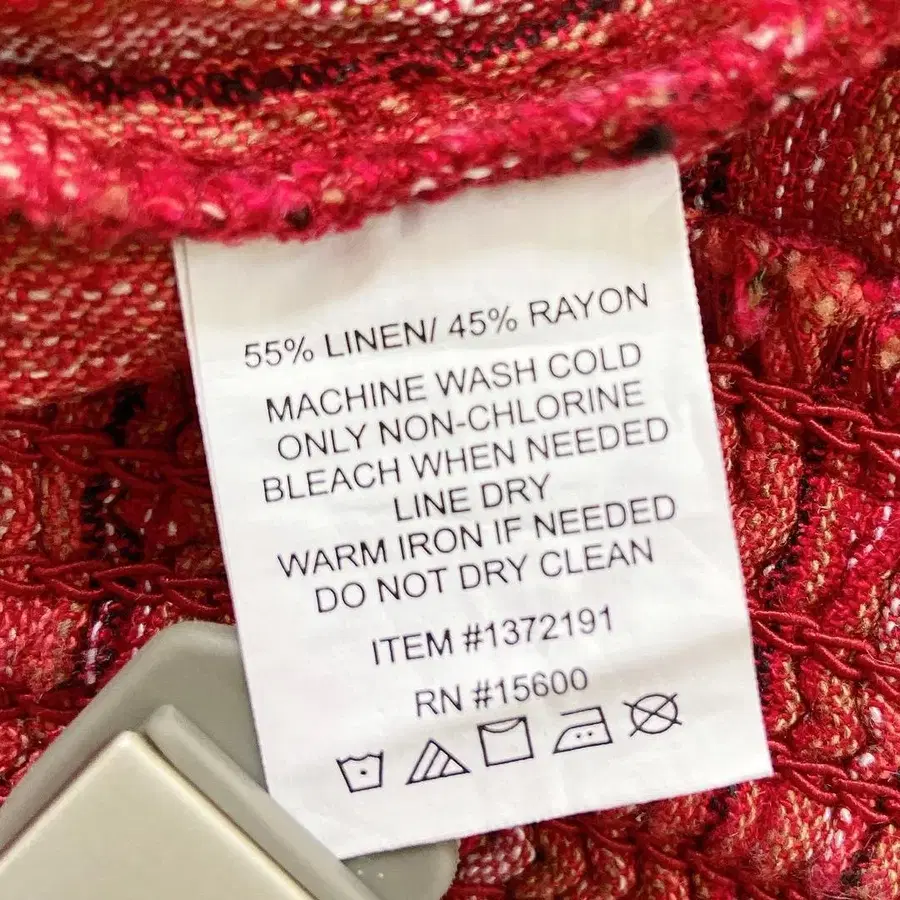 55% LINEN/ 45% RAYON
MACHINE WASH COLD
ONLY NON-CHLORINE
BLEACH WHEN NEEDED
LINE DRY
WARM IRON IF NEEDED
DO NOT DRY CLEAN
ITEM #1372191
RN #15600